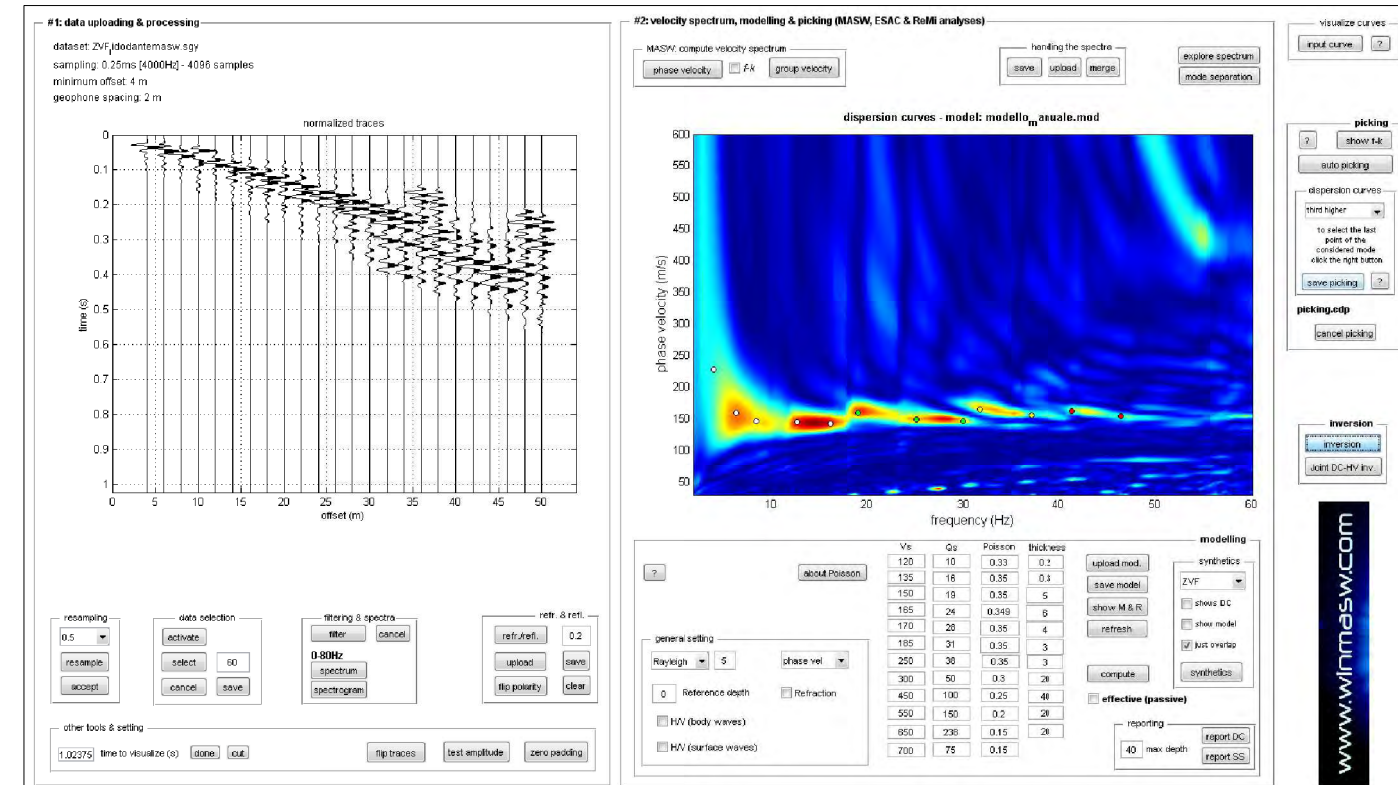 #1: data uploading & processing
dataset: ZVF_lidodantemasw.sgy
sampling: 0.25ms [4000Hz] - 4096 samples
minimum offset: 4 m
geophone spacing: 2 m
normalized traces
0
0.1
0.2
0.3
0.4
0.5
0.6
0.7
0.8
0.9
1
time (s)
0 5 10 15 20 25 30 35 40 45 50
offset (m)
resampling
0.5
resample
accept
data selection
activate
select 60
cancel save
filtering & spectra
filter cancel
0-80Hz
spectrum
spectrogram
refr. & refl.
refr./refl. 0.2
upload save
flip polarity clear
other tools & setting
1.02375 time to visualize (s) done cut flip traces test amplitude zero padding
#2: velocity spectrum, modelling & picking (MASW, ESAC & ReMi analyses)
MASW: compute velocity spectrum
phase velocity f-k group velocity
handling the spectra
save upload merge
explore spectrum
mode separation
dispersion curves - model: modello_manuale.mod
600
550
500
450
400
350
300
250
200
150
100
50
phase velocity (m/s)
10 20 30 40 50 60
frequency (Hz)
modelling
? about Poisson
general setting
Rayleigh 5 phase vel
0 Reference depth Refraction
H/V (body waves)
H/V (surface waves)
Vs Qs Poisson thickness
120 10 0.33 0.2
135 16 0.35 0.8
150 19 0.35 5
165 24 0.349 6
170 28 0.35 4
185 31 0.35 3
250 38 0.35 3
300 50 0.3 20
450 100 0.25 40
550 150 0.2 20
650 238 0.15 20
700 75 0.15
upload mod.
save model
show M & R
refresh
compute
effective (passive)
synthetics
ZVF
shows DC
show model
just overlap
synthetics
reporting
40 max depth
report DC
report SS
visualize curves
input curve ?
picking
? show f-k
auto picking
dispersion curves
third higher
to select the last
point of the
considered mode
click the right button
save picking ?
picking.cdp
cancel picking
inversion
inversion
Joint DC-HV inv.
www.winmasw.com